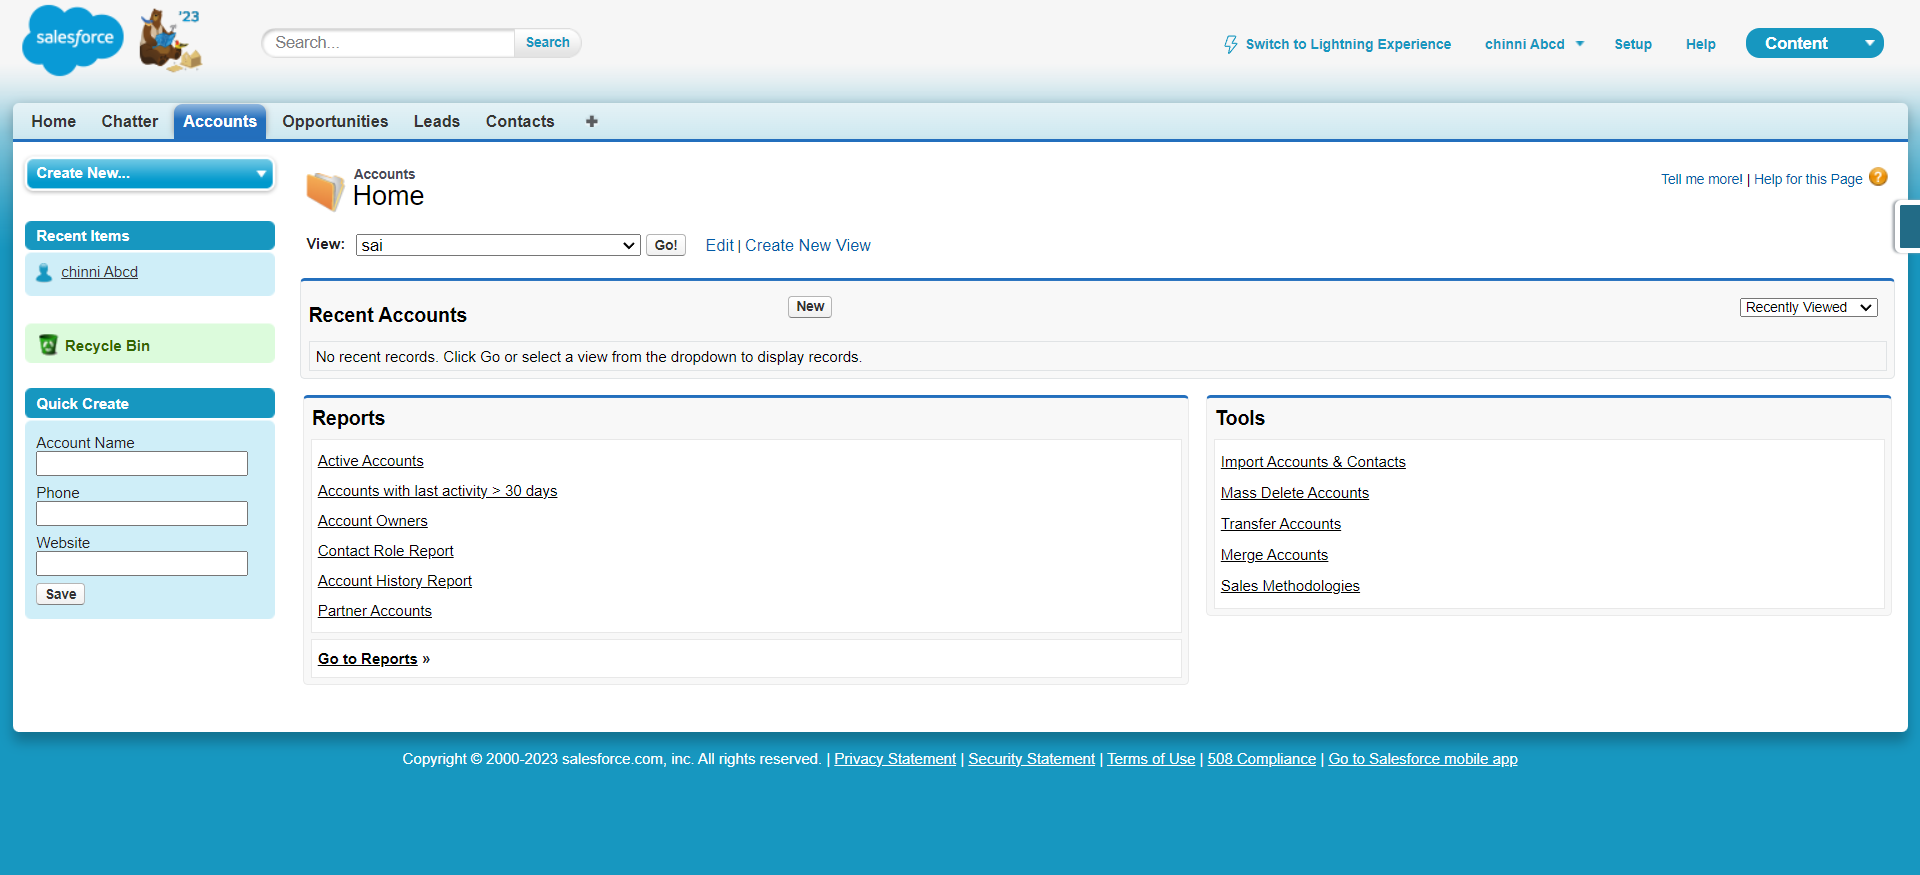 salesforce
'23
Search...
Search
Switch to Lightning Experience
chinni Abcd
Setup
Help
Content
Home
Chatter
Accounts
Opportunities
Leads
Contacts
Create New...
Recent Items
chinni Abcd
Recycle Bin
Quick Create
Account Name
Phone
Website
Save
Accounts
Home
Tell me more! | Help for this Page
View: sai Go! Edit | Create New View
Recent Accounts
New
Recently Viewed
No recent records. Click Go or select a view from the dropdown to display records.
Reports
Active Accounts
Accounts with last activity > 30 days
Account Owners
Contact Role Report
Account History Report
Partner Accounts
Go to Reports »
Tools
Import Accounts & Contacts
Mass Delete Accounts
Transfer Accounts
Merge Accounts
Sales Methodologies
Copyright © 2000-2023 salesforce.com, inc. All rights reserved. | Privacy Statement | Security Statement | Terms of Use | 508 Compliance | Go to Salesforce mobile app